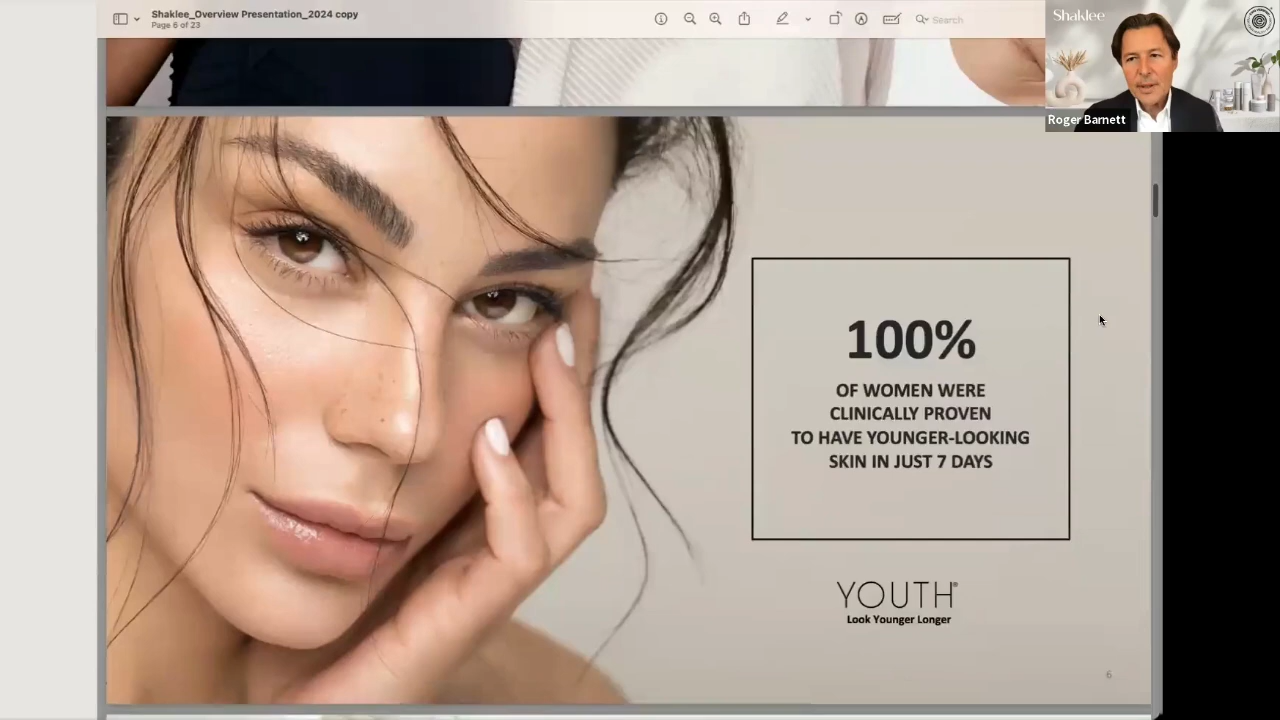 Shaklee_Overview Presentation_2024 copy
Page 6 of 23
Search
Shaklee
Roger Barnett
100%
OF WOMEN WERE
CLINICALLY PROVEN
TO HAVE YOUNGER-LOOKING
SKIN IN JUST 7 DAYS
YOUTH®
Look Younger Longer
6